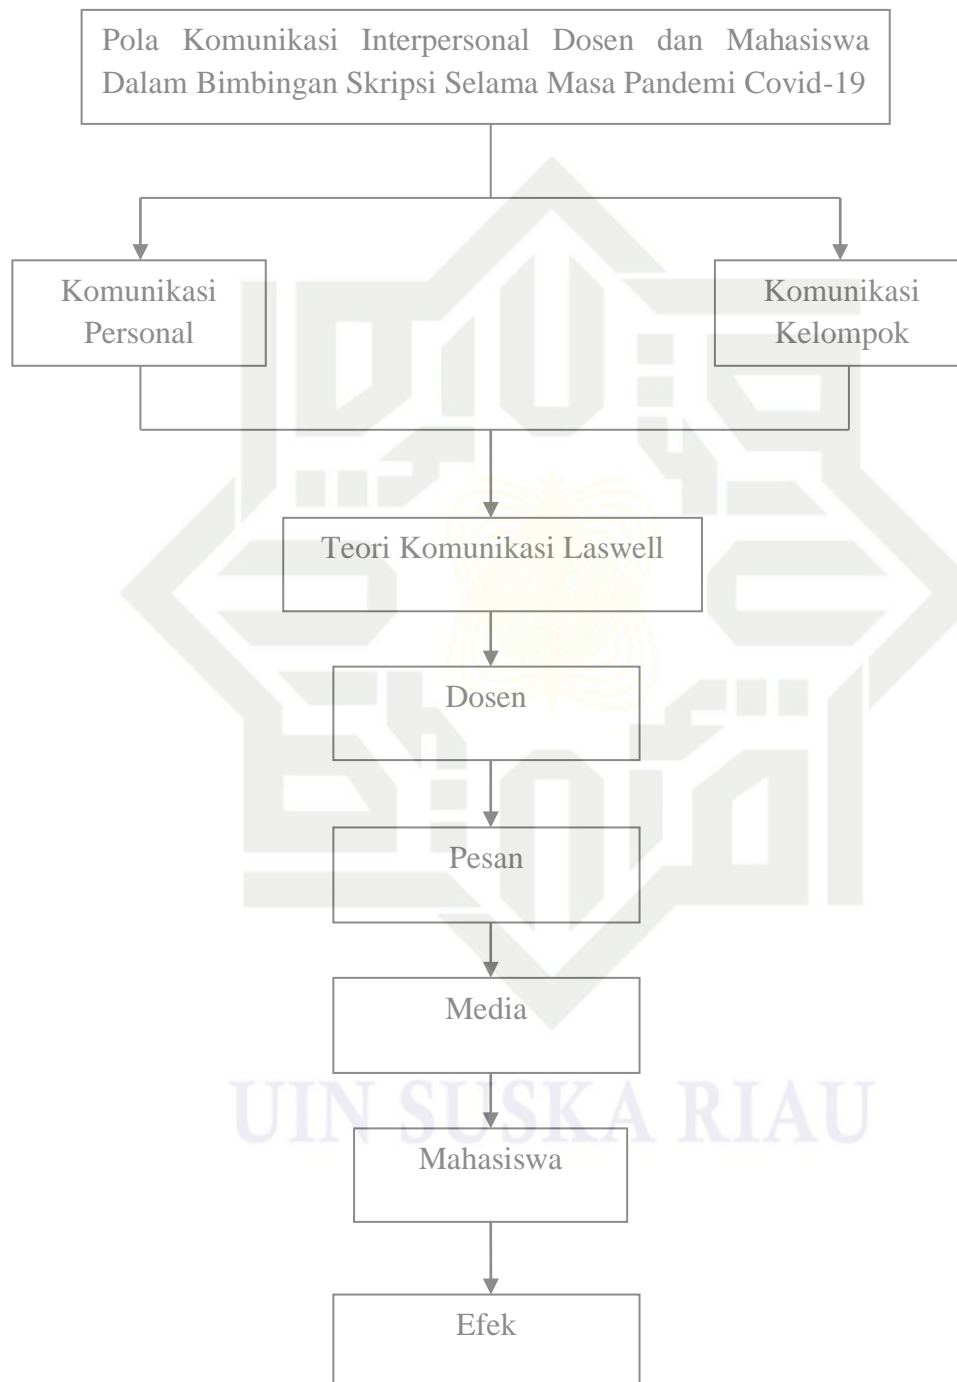 Pola Komunikasi Interpersonal Dosen dan Mahasiswa
Dalam Bimbingan Skripsi Selama Masa Pandemi Covid-19
Komunikasi
Personal
Komunikasi
Kelompok
Teori Komunikasi Laswell
Dosen
Pesan
Media
UIN SUSKA RIAU
Mahasiswa
Efek